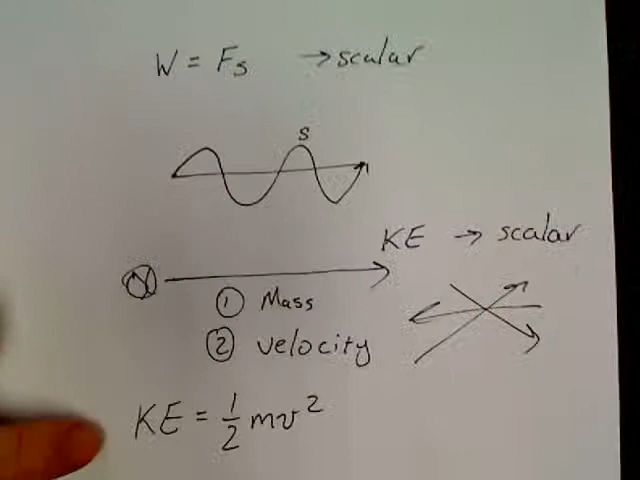 W = Fs → scalar
s
KE → scalar
① Mass
② velocity
KE = 1/2 mv²